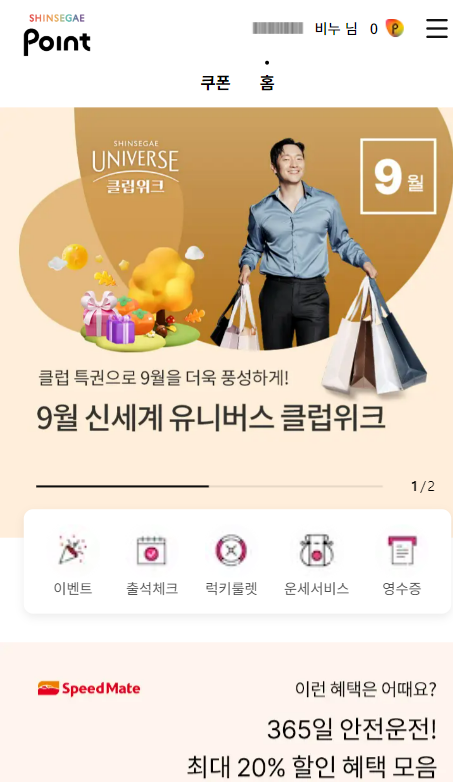 SHINSEGAE
Point
비누 님 0 P
쿠폰 홈
SHINSEGAE
UNIVERSE
클럽위크
9월
클럽 특권으로 9월을 더욱 풍성하게!
9월 신세계 유니버스 클럽위크
1/2
이벤트 출석체크 럭키룰렛 운세서비스 영수증
SpeedMate 이런 혜택은 어때요?
365일 안전운전!
최대 20% 할인 혜택 모음